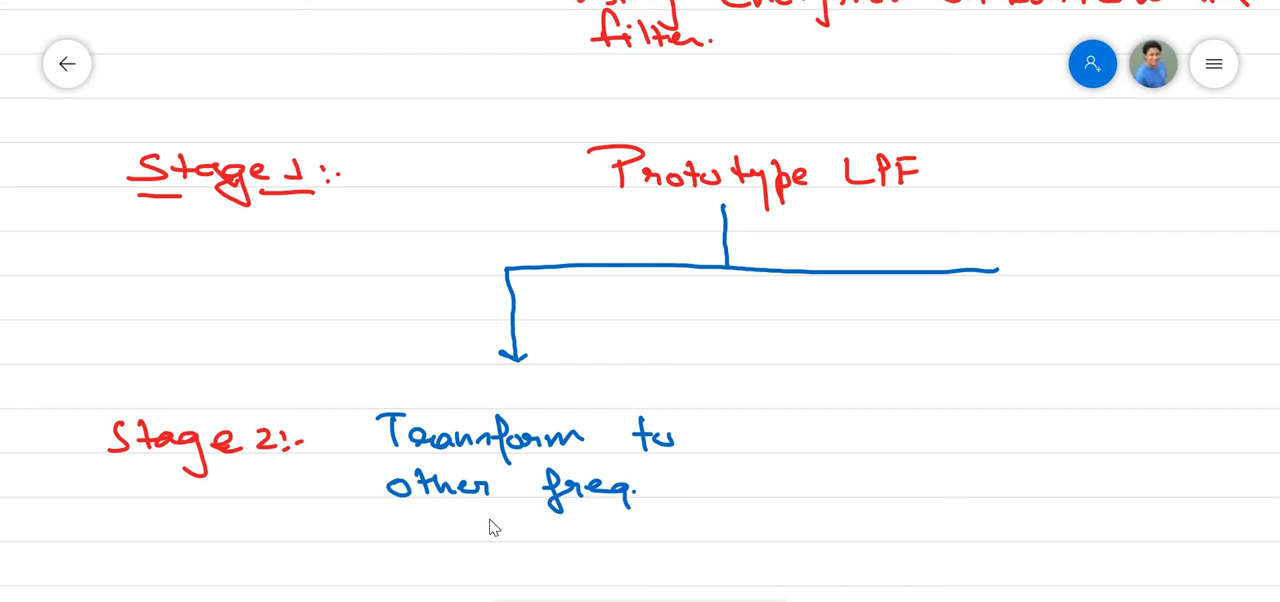 filter.
Stage 1:-
Prototype LPF
Stage 2:-
Transform to
other freq.